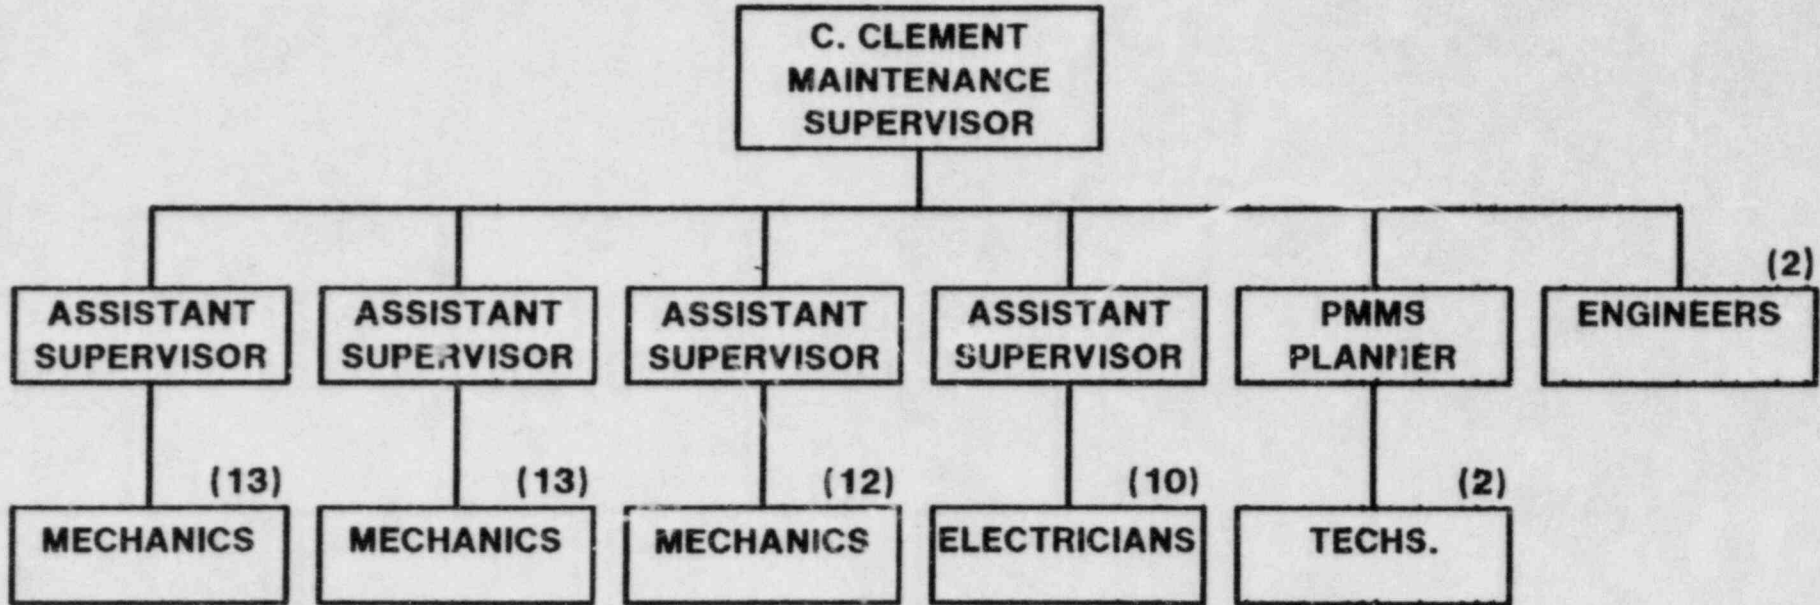 C. CLEMENT
MAINTENANCE
SUPERVISOR
(2)
ASSISTANT
SUPERVISOR
ASSISTANT
SUPERVISOR
ASSISTANT
SUPERVISOR
ASSISTANT
SUPERVISOR
PMMS
PLANNER
ENGINEERS
(13)
MECHANICS
(13)
MECHANICS
(12)
MECHANICS
(10)
ELECTRICIANS
(2)
TECHS.